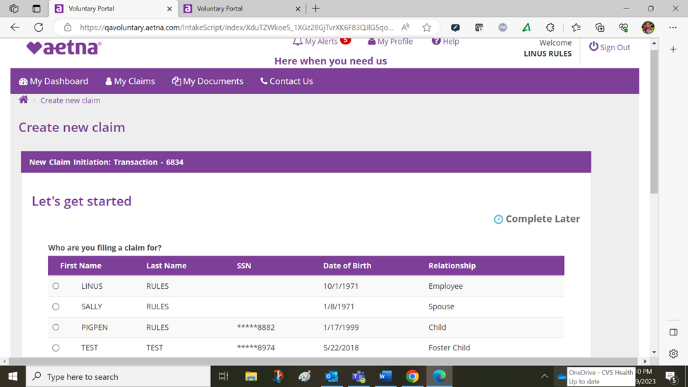 Voluntary Portal
Voluntary Portal
https://qavoluntary.aetna.com/IntakeScript/Index/XduTZWkoe5_1XGz20GjTvrXK6F83QJlG5qo...
aetna
My Alerts 5 My Profile Help
Here when you need us
Welcome
LINUS RULES
Sign Out
My Dashboard My Claims My Documents Contact Us
Create new claim
Create new claim
New Claim Initiation: Transaction - 6834
Let's get started
Complete Later
Who are you filing a claim for?
First Name Last Name SSN Date of Birth Relationship
LINUS RULES 10/1/1971 Employee
SALLY RULES 1/8/1971 Spouse
PIGPEN RULES *****8882 1/17/1999 Child
TEST TEST *****8974 5/22/2018 Foster Child
Type here to search
OneDrive - CVS Health
Up to date
0 PM
9/2023